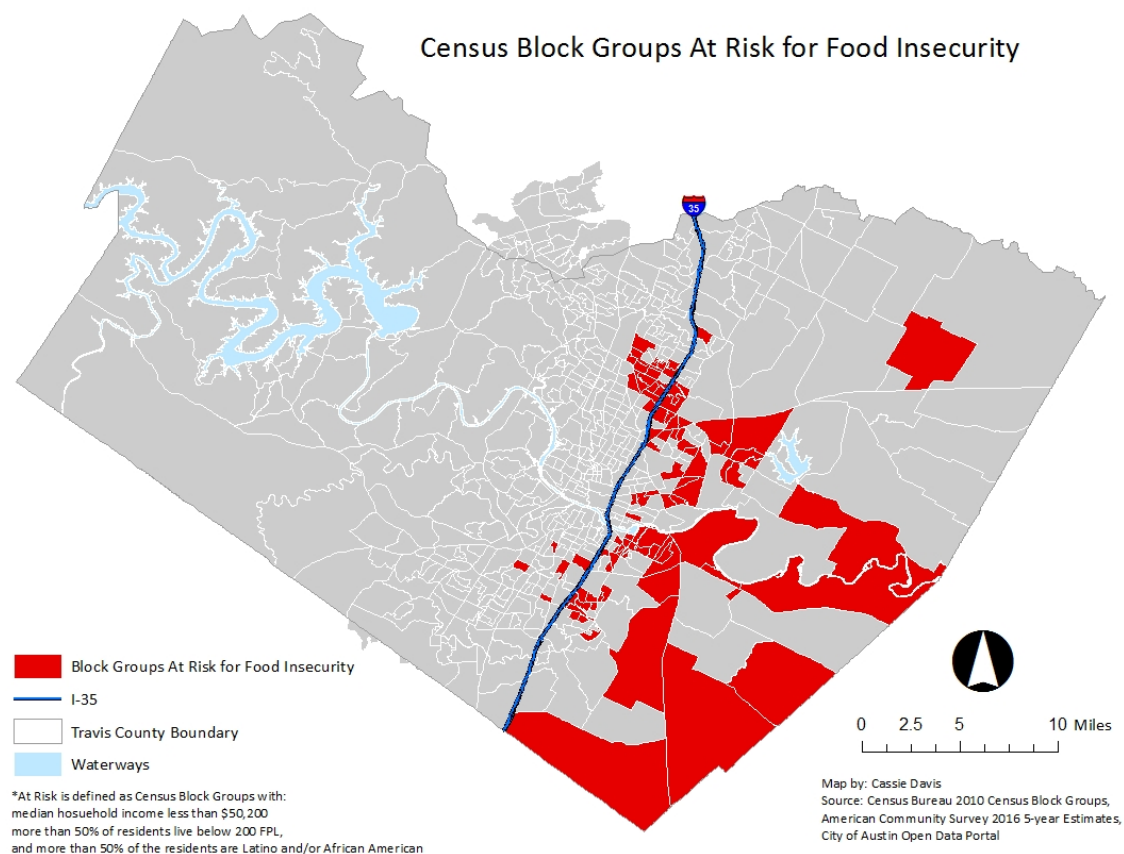 Census Block Groups At Risk for Food Insecurity
35
Block Groups At Risk for Food Insecurity
I-35
Travis County Boundary
Waterways
*At Risk is defined as Census Block Groups with:
median hosuehold income less than $50,200
more than 50% of residents live below 200 FPL,
and more than 50% of the residents are Latino and/or African American
0 2.5 5 10 Miles
Map by: Cassie Davis
Source: Census Bureau 2010 Census Block Groups,
American Community Survey 2016 5-year Estimates,
City of Austin Open Data Portal